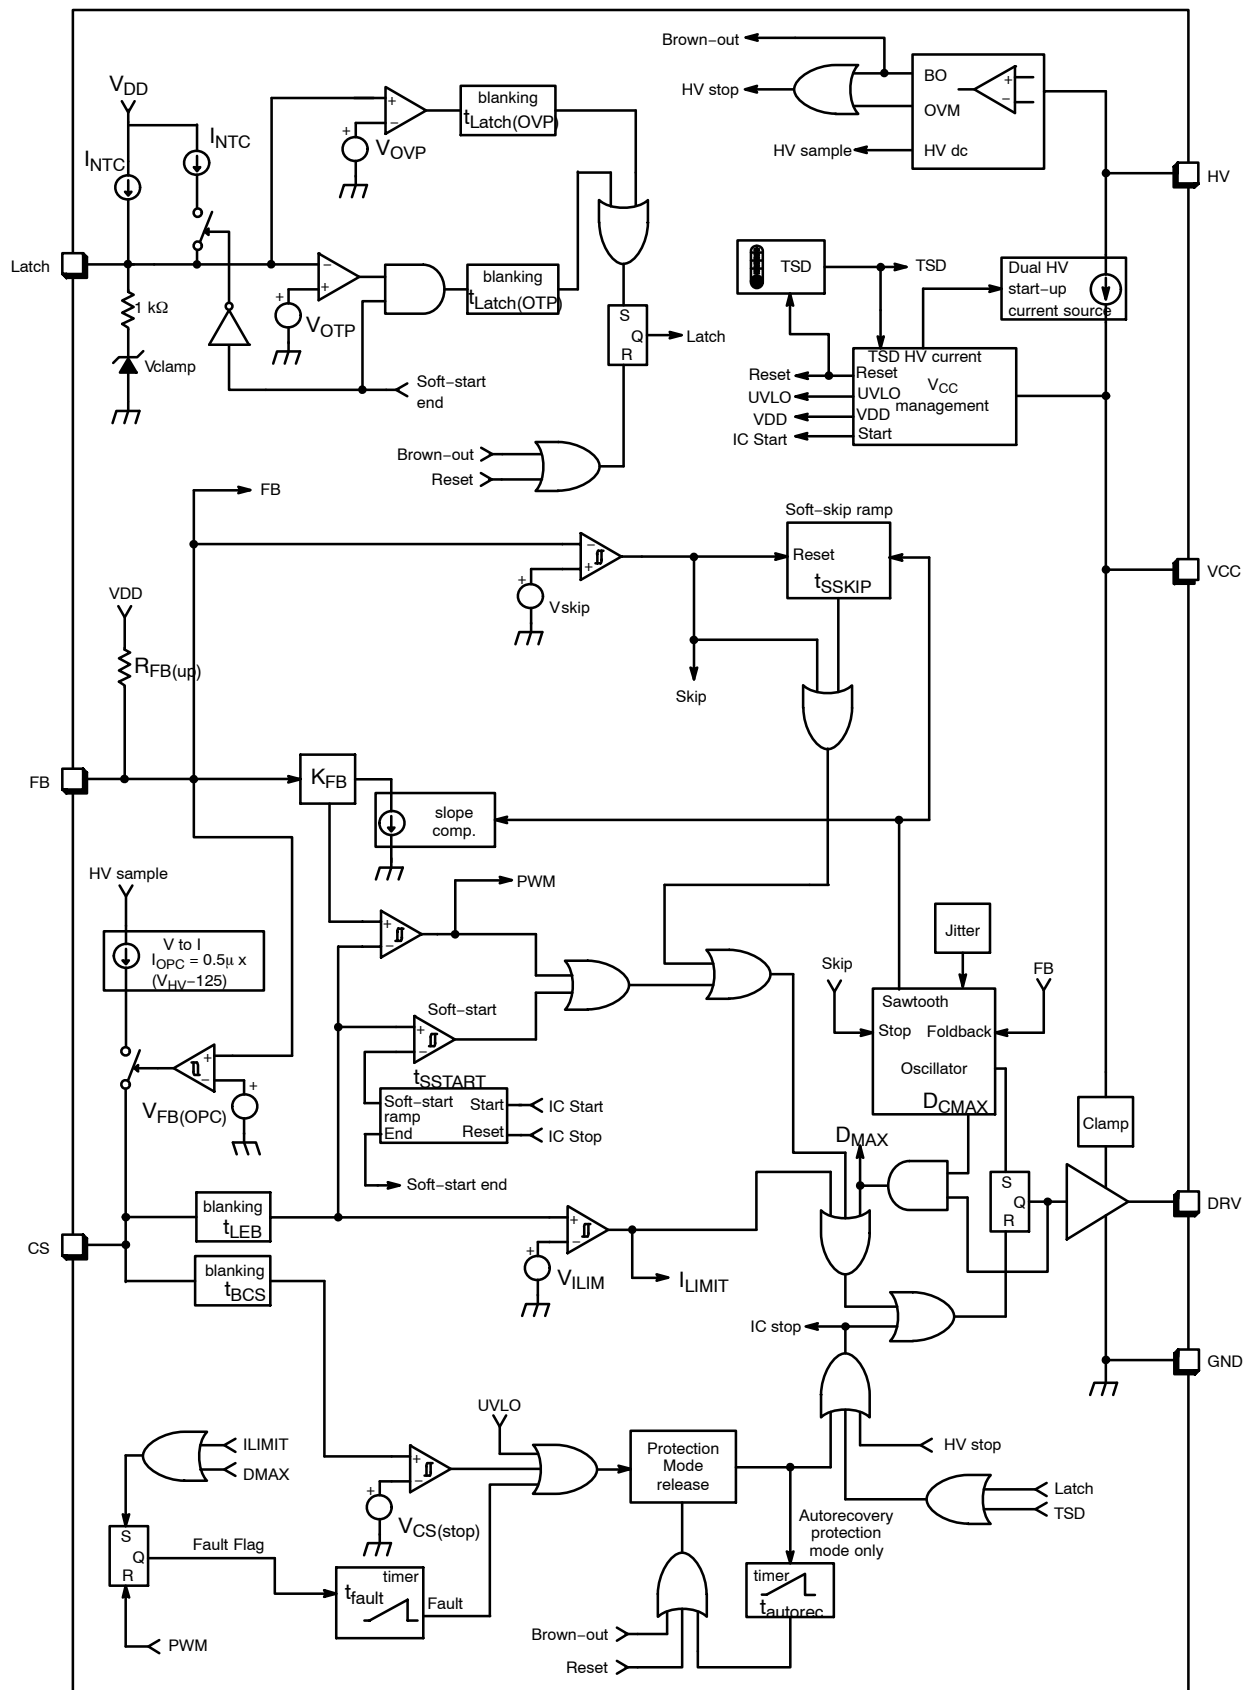 Brown–out
HV stop
BO
OVM
HV sample
HV dc
HV
VDD
INTC
INTC
blanking
tLatch(OVP)
VOVP
Latch
1 kΩ
Vclamp
VOTP
blanking
tLatch(OTP)
Soft-start
end
S
Q
R
Latch
Brown–out
Reset
TSD
TSD
Dual HV
start-up
current source
TSD HV current
Reset
UVLO
VDD
IC Start
Reset
UVLO
VDD
Start
VCC
management
FB
Soft–skip ramp
Reset
tSSKIP
Vskip
Skip
VCC
VDD
RFB(up)
FB
KFB
slope
comp.
HV sample
V to I
IOPC = 0.5μ x
(VHV–125)
PWM
Soft–start
tSSTART
Soft-start
ramp
End
Start
Reset
IC Start
IC Stop
Soft–start end
VFB(OPC)
Jitter
Skip
FB
Sawtooth
Stop
Foldback
Oscillator
DCMAX
DMAX
Clamp
S
Q
R
DRV
CS
blanking
tLEB
blanking
tBCS
VILIM
ILIMIT
IC stop
GND
UVLO
ILIMIT
DMAX
Protection
Mode
release
HV stop
Latch
TSD
VCS(stop)
Autorecovery
protection
mode only
S
Q
R
Fault Flag
timer
tfault
Fault
timer
tautorec
Brown–out
Reset
PWM